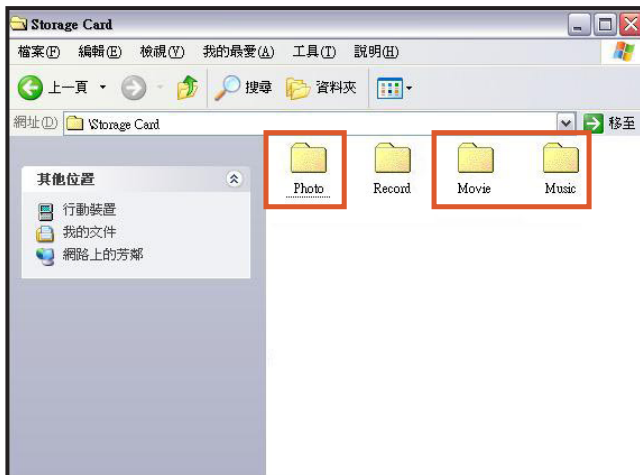 Storage Card
檔案(F) 編輯(E) 檢視(V) 我的最愛(A) 工具(T) 說明(H)
上一頁 搜尋 資料夾
網址(D) \Storage Card 移至
其他位置
行動裝置
我的文件
網路上的芳鄰
Photo Record Movie Music